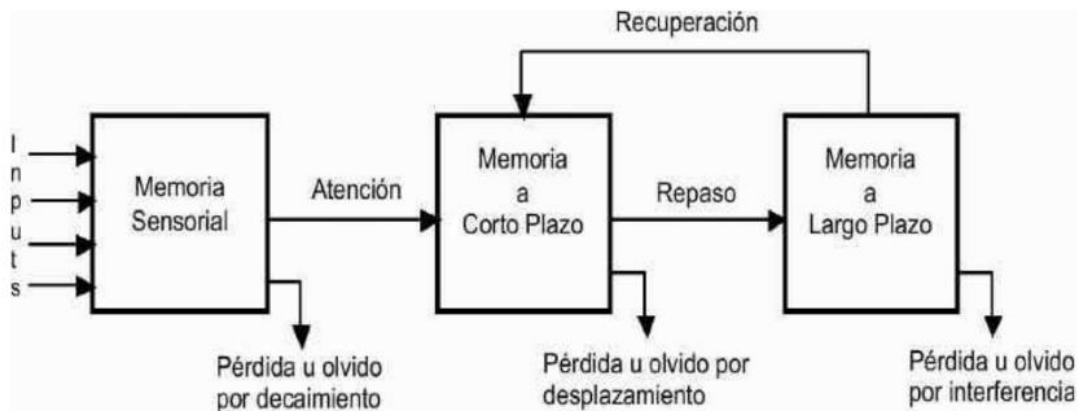 Recuperación
Inputs
Memoria
Sensorial
Atención
Memoria
a
Corto Plazo
Repaso
Memoria
a
Largo Plazo
Pérdida u olvido
por decaimiento
Pérdida u olvido por
desplazamiento
Pérdida u olvido
por interferencia